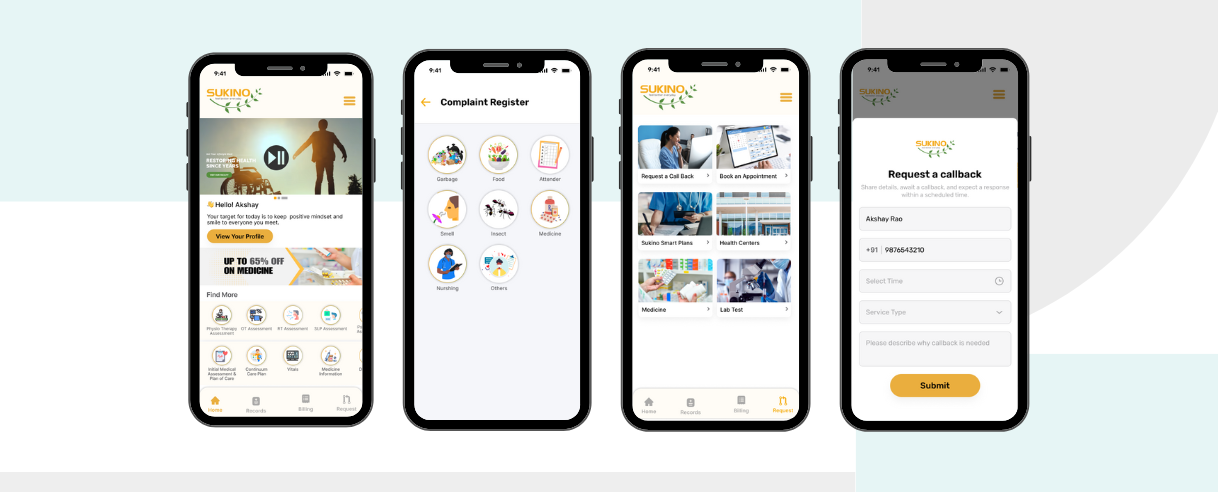 9:41
SUKINO
RESTORING HEALTH
SINCE YEARS
👋Hello! Akshay
Your target for today is to keep positive mindset and
smile to everyone you meet.
View Your Profile
UP TO 65% OFF
ON MEDICINE
Find More
Physio Therapy
Assessment
OT Assessment
RT Assessment
SLP Assessment
Initial Medical
Assessment &
Plan of Care
Continuum
Care Plan
Vitals
Medicine
Information
Home
Records
Billing
Request
9:41
Complaint Register
Garbage
Food
Attander
Smell
Insect
Medicine
Nurshing
Others
9:41
SUKINO
Request a Call Back
Book an Appointment
Sukino Smart Plans
Health Centers
Medicine
Lab Test
Home
Records
Billing
Request
9:41
SUKINO
SUKINO
Request a callback
Share details, await a callback, and expect a response
within a scheduled time.
Akshay Rao
+91 9876543210
Select Time
Service Type
Please describe why callback is needed
Submit